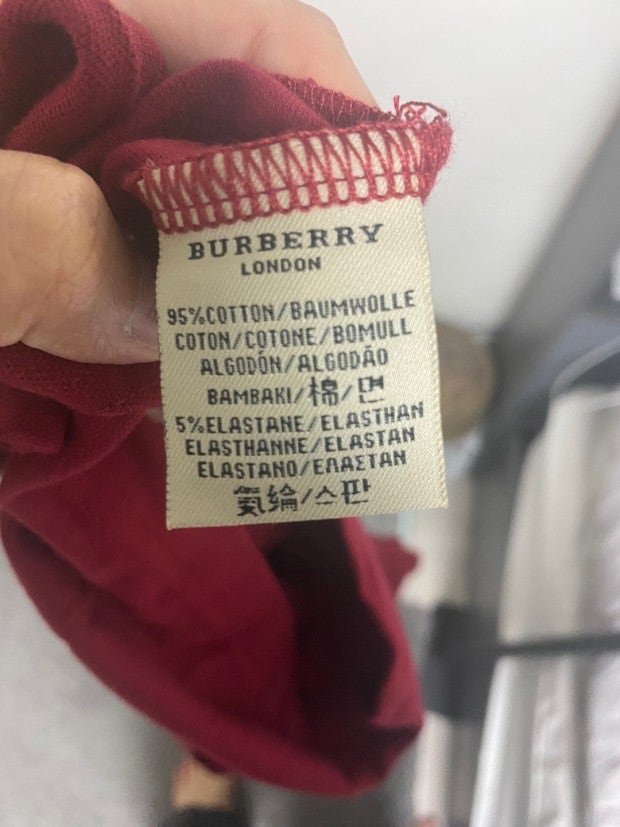 BURBERRY
LONDON
95%COTTON/BAUMWOLLE
COTON/COTONE/BOMULL
ALGODÓN/ALGODÃO
BAMBAKI/棉/면
5%ELASTANE/ELASTHAN
ELASTHANNE/ELASTAN
ELASTANO/ΕΛΑΣΤΑΝ
氨綸/스판